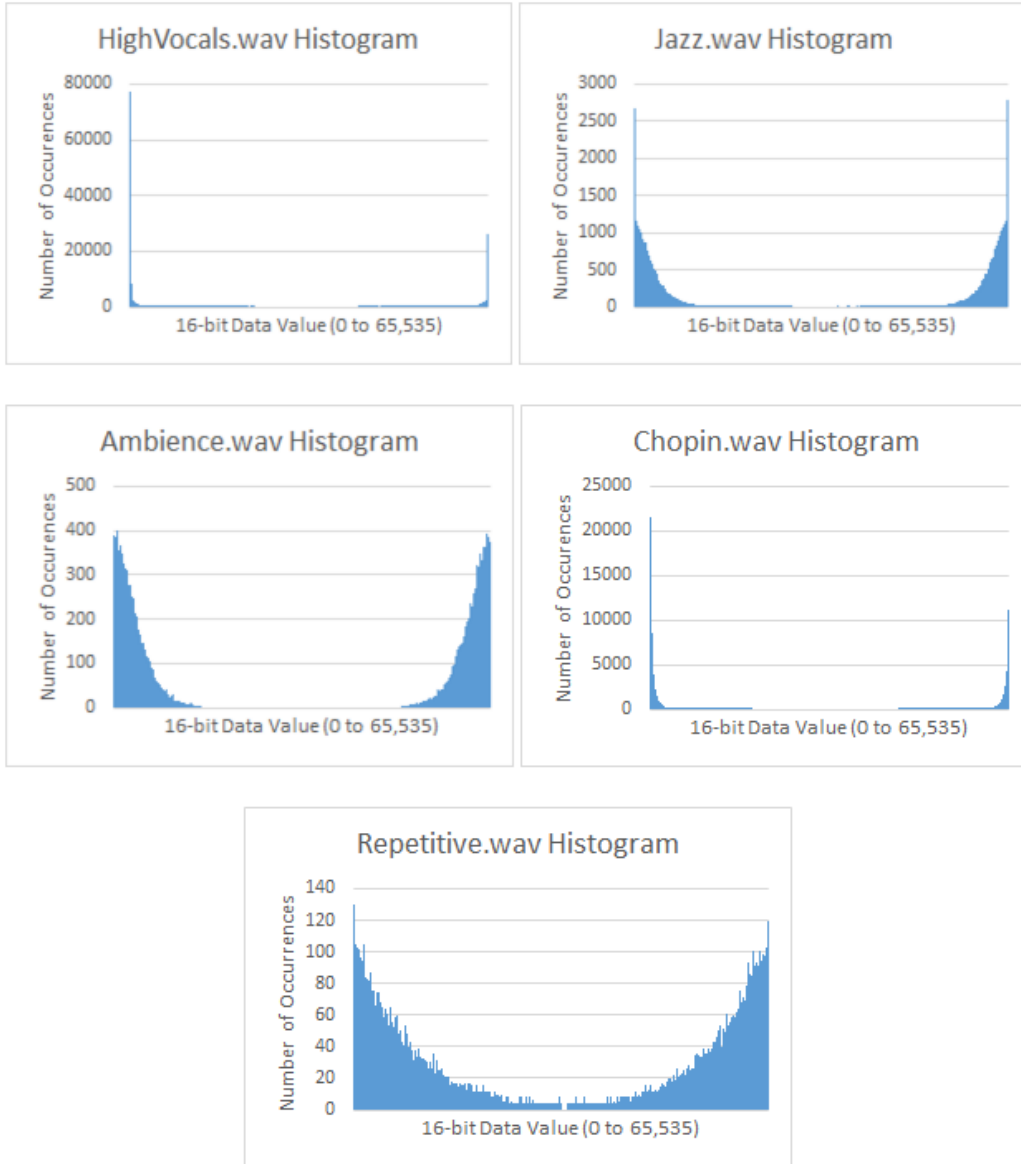 HighVocals.wav Histogram
Number of Occurences
80000
60000
40000
20000
0
16-bit Data Value (0 to 65,535)
Jazz.wav Histogram
Number of Occurences
3000
2500
2000
1500
1000
500
0
16-bit Data Value (0 to 65,535)
Ambience.wav Histogram
Number of Occurences
500
400
300
200
100
0
16-bit Data Value (0 to 65,535)
Chopin.wav Histogram
Number of Occurences
25000
20000
15000
10000
5000
0
16-bit Data Value (0 to 65,535)
Repetitive.wav Histogram
Number of Occurrences
140
120
100
80
60
40
20
0
16-bit Data Value (0 to 65,535)